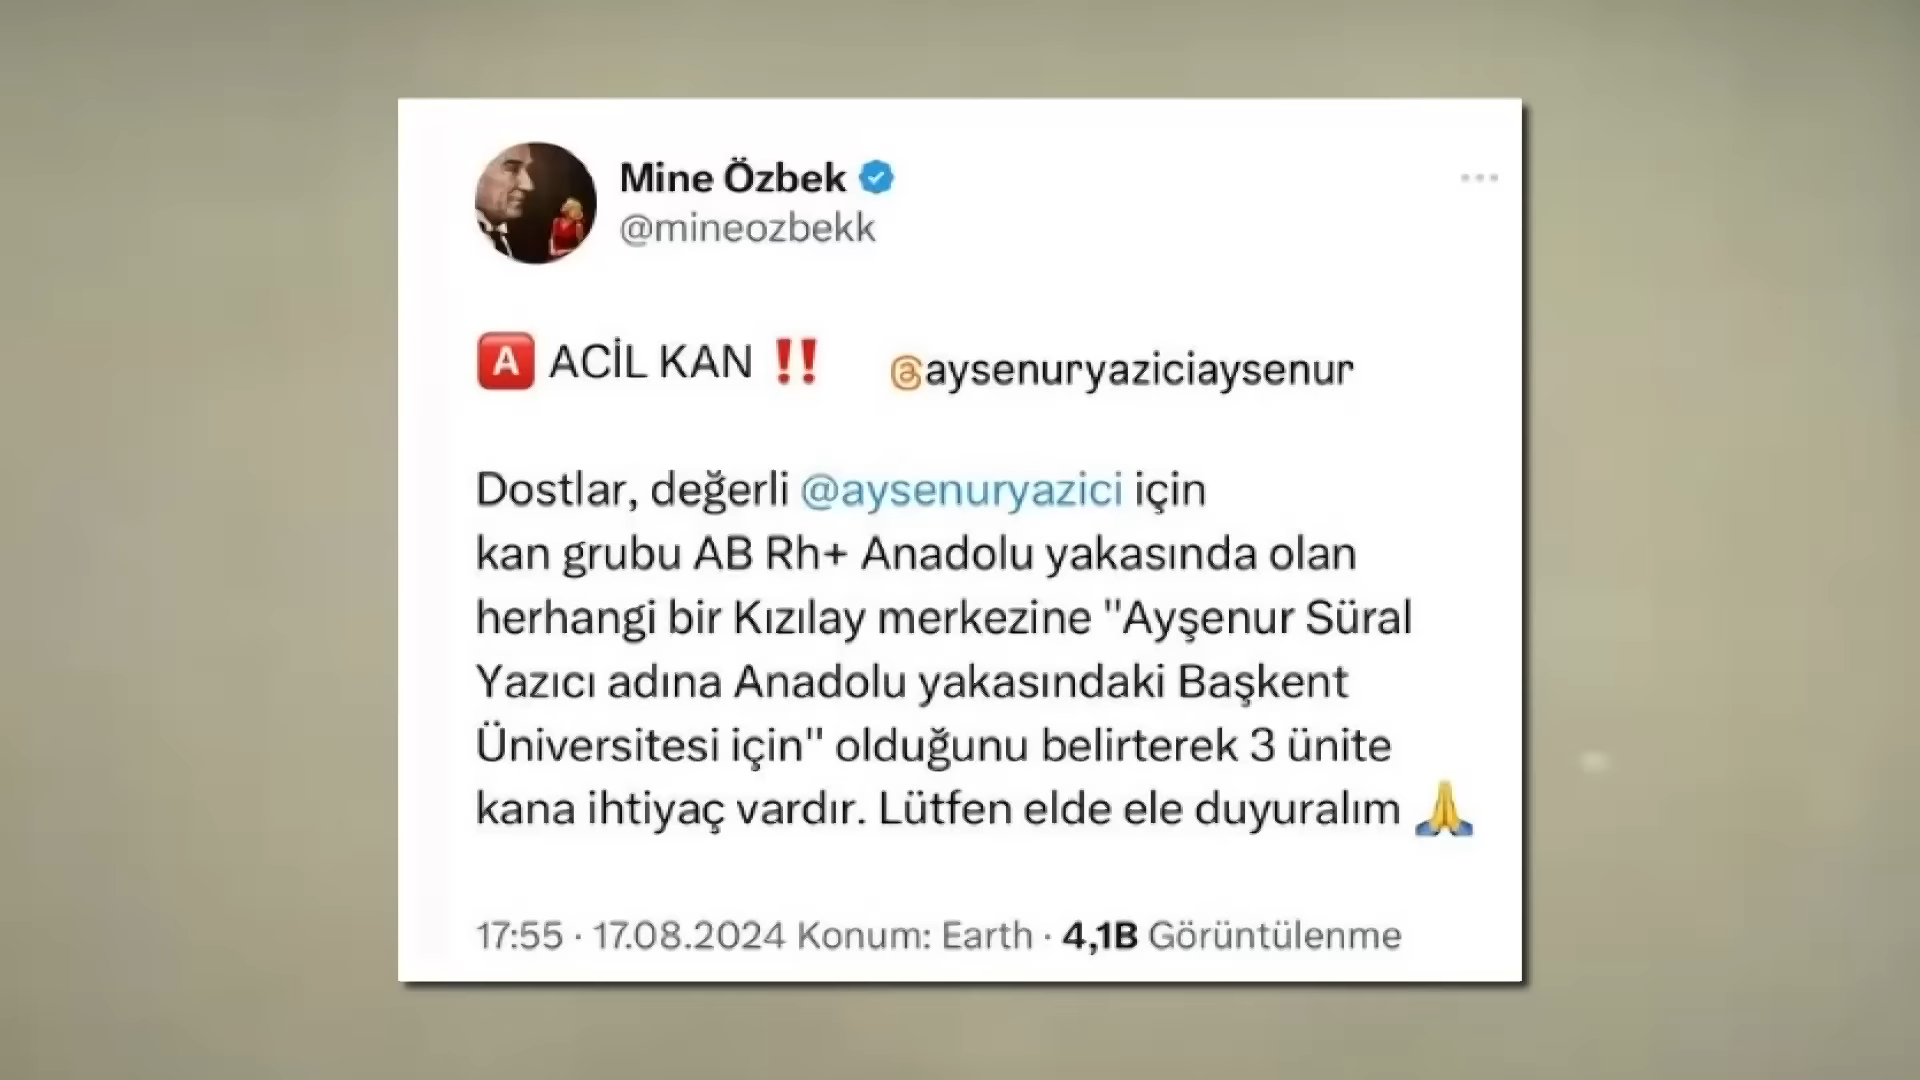 Mine Özbek
@mineozbekk
🅰 ACİL KAN ‼ @aysenuryaziciaysenur
Dostlar, değerli @aysenuryazici için
kan grubu AB Rh+ Anadolu yakasında olan
herhangi bir Kızılay merkezine "Ayşenur Süral
Yazıcı adına Anadolu yakasındaki Başkent
Üniversitesi için" olduğunu belirterek 3 ünite
kana ihtiyaç vardır. Lütfen elde ele duyuralım 🙏
17:55 · 17.08.2024 Konum: Earth · 4,1B Görüntülenme